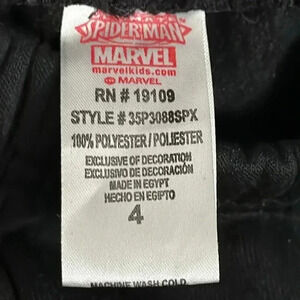 ULTIMATE
SPIDER-MAN
MARVEL
marvelkids.com
© MARVEL
RN # 19109
STYLE # 35P3088SPX
100% POLYESTER / POLIESTER
EXCLUSIVE OF DECORATION
EXCLUSIVO DE DECORACIÓN
MADE IN EGYPT
HECHO EN EGIPTO
4
MACHINE WASH COLD